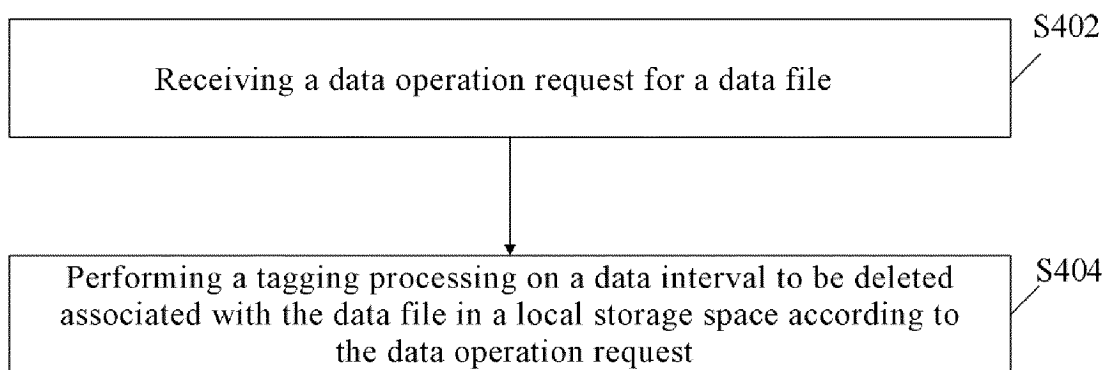 S402
Receiving a data operation request for a data file
S404
Performing a tagging processing on a data interval to be deleted
associated with the data file in a local storage space according to
the data operation request